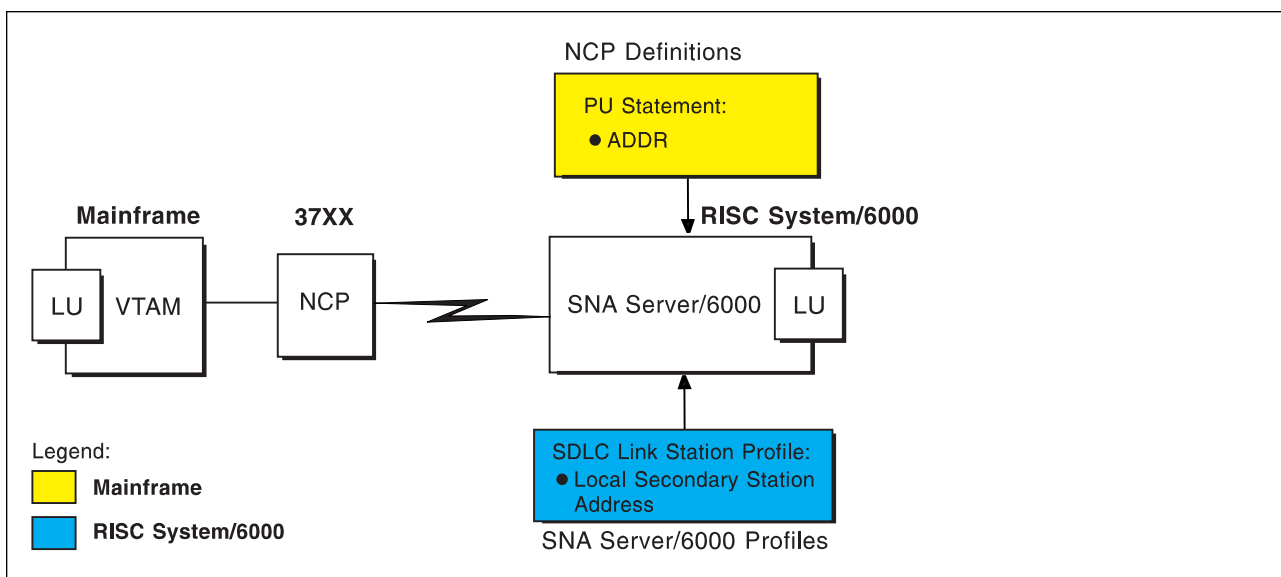 NCP Definitions
PU Statement:
● ADDR
Mainframe
37XX
RISC System/6000
LU
VTAM
NCP
SNA Server/6000
LU
SDLC Link Station Profile:
● Local Secondary Station
Address
SNA Server/6000 Profiles
Legend:
Mainframe
RISC System/6000